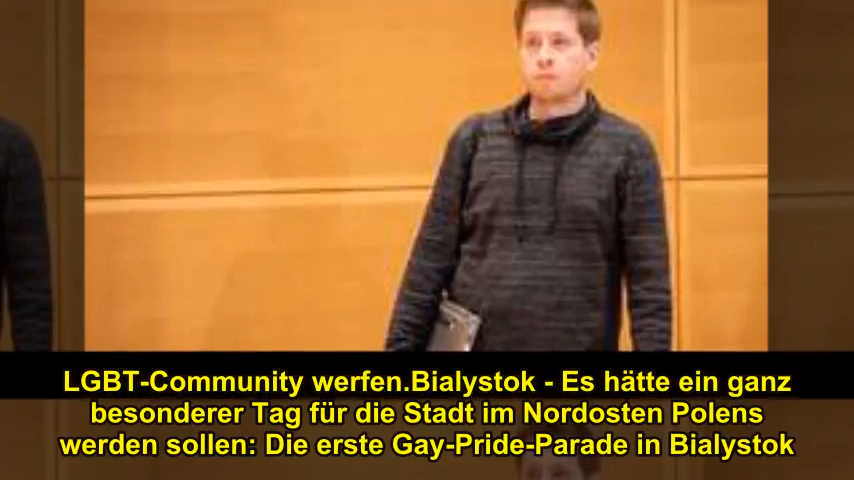 LGBT-Community werfen.Bialystok - Es hätte ein ganz
besonderer Tag für die Stadt im Nordosten Polens
werden sollen: Die erste Gay-Pride-Parade in Bialystok